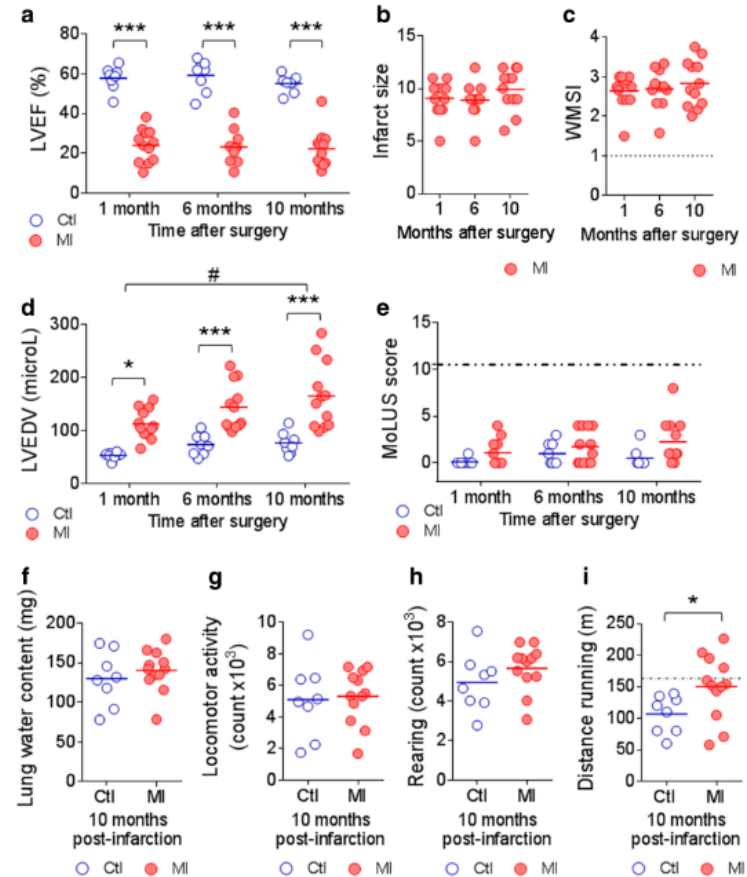 a
***
***
***
80
60
40
20
0
LVEF (%)
1 month
6 months
10 months
Time after surgery
Ctl
MI
b
15
10
5
0
Infarct size
1
6
10
Months after surgery
MI
c
4
3
2
1
0
WMSI
1
6
10
Months after surgery
MI
d
#
*
***
***
300
200
100
0
LVEDV (microL)
1 month
6 months
10 months
Time after surgery
Ctl
MI
e
15
10
5
0
MoLUS score
1 month
6 months
10 months
Time after surgery
Ctl
MI
f
200
150
100
50
0
Lung water content (mg)
Ctl
MI
10 months
post-infarction
Ctl
MI
g
10
8
6
4
2
0
Locomotor activity
(count x10³)
Ctl
MI
10 months
post-infarction
Ctl
MI
h
8
6
4
2
0
Rearing (count x10³)
Ctl
MI
10 months
post-infarction
Ctl
MI
i
*
250
200
150
100
50
0
Distance running (m)
Ctl
MI
10 months
post-infarction
Ctl
MI